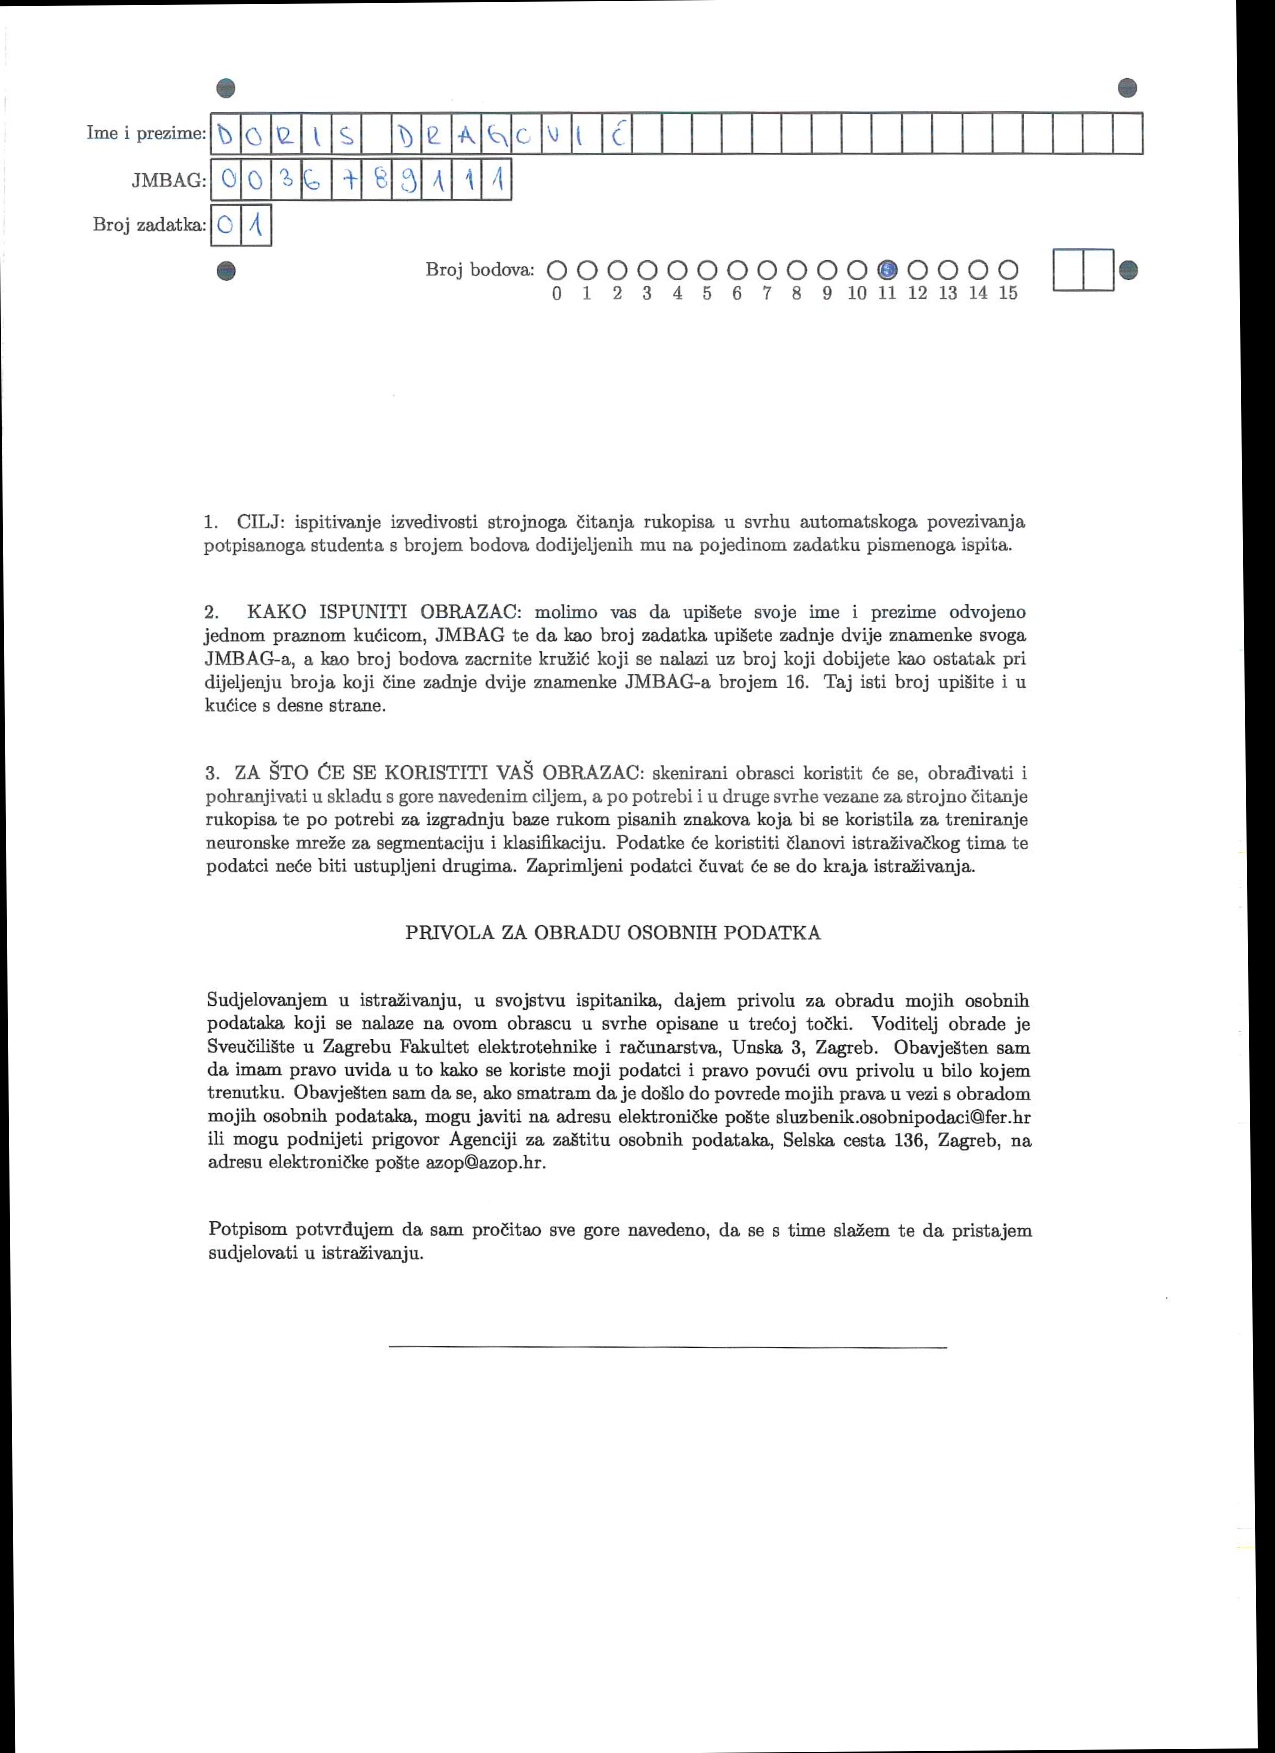 Ime i prezime: DORIS DRAGCVIĆ
JMBAG: 0036789111
Broj zadatka: 01
Broj bodova:
0 1 2 3 4 5 6 7 8 9 10 11 12 13 14 15
1. CILJ: ispitivanje izvedivosti strojnoga čitanja rukopisa u svrhu automatskoga povezivanja
potpisanoga studenta s brojem bodova dodijeljenih mu na pojedinom zadatku pismenoga ispita.
2. KAKO ISPUNITI OBRAZAC: molimo vas da upišete svoje ime i prezime odvojeno
jednom praznom kućicom, JMBAG te da kao broj zadatka upišete zadnje dvije znamenke svoga
JMBAG-a, a kao broj bodova zacrnite kružić koji se nalazi uz broj koji dobijete kao ostatak pri
dijeljenju broja koji čine zadnje dvije znamenke JMBAG-a brojem 16. Taj isti broj upišite i u
kućice s desne strane.
3. ZA ŠTO ĆE SE KORISTITI VAŠ OBRAZAC: skenirani obrasci koristit će se, obrađivati i
pohranjivati u skladu s gore navedenim ciljem, a po potrebi i u druge svrhe vezane za strojno čitanje
rukopisa te po potrebi za izgradnju baze rukom pisanih znakova koja bi se koristila za treniranje
neuronske mreže za segmentaciju i klasifikaciju. Podatke će koristiti članovi istraživačkog tima te
podatci neće biti ustupljeni drugima. Zaprimljeni podatci čuvat će se do kraja istraživanja.
PRIVOLA ZA OBRADU OSOBNIH PODATKA
Sudjelovanjem u istraživanju, u svojstvu ispitanika, dajem privolu za obradu mojih osobnih
podataka koji se nalaze na ovom obrascu u svrhe opisane u trećoj točki. Voditelj obrade je
Sveučilište u Zagrebu Fakultet elektrotehnike i računarstva, Unska 3, Zagreb. Obavješten sam
da imam pravo uvida u to kako se koriste moji podatci i pravo povući ovu privolu u bilo kojem
trenutku. Obavješten sam da se, ako smatram da je došlo do povrede mojih prava u vezi s obradom
mojih osobnih podataka, mogu javiti na adresu elektroničke pošte sluzbenik.osobnipodaci@fer.hr
ili mogu podnijeti prigovor Agenciji za zaštitu osobnih podataka, Selska cesta 136, Zagreb, na
adresu elektroničke pošte azop@azop.hr.
Potpisom potvrđujem da sam pročitao sve gore navedeno, da se s time slažem te da pristajem
sudjelovati u istraživanju.